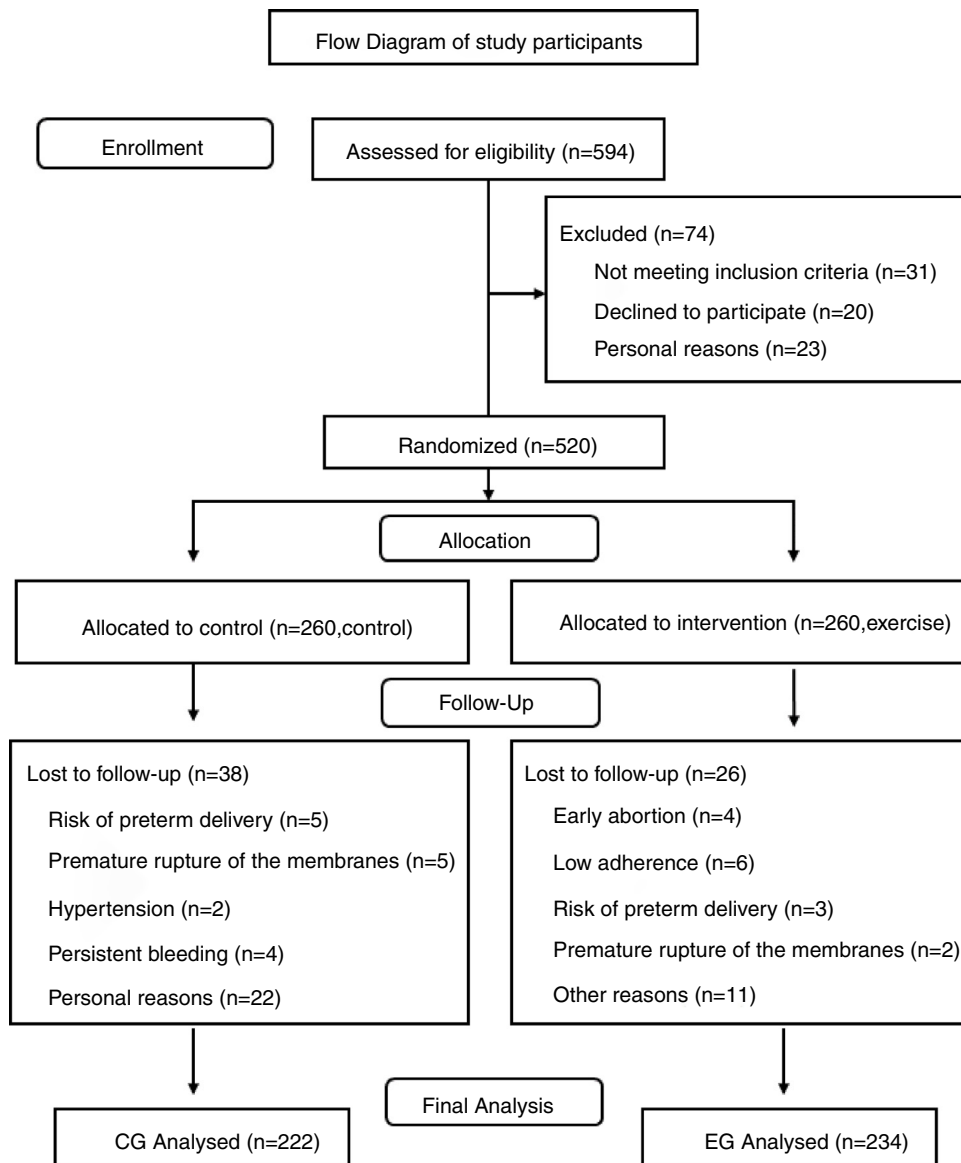 Flow Diagram of study participants
Enrollment
Assessed for eligibility (n=594)
Excluded (n=74)
Not meeting inclusion criteria (n=31)
Declined to participate (n=20)
Personal reasons (n=23)
Randomized (n=520)
Allocation
Allocated to control (n=260,control)
Allocated to intervention (n=260,exercise)
Follow-Up
Lost to follow-up (n=38)
Risk of preterm delivery (n=5)
Premature rupture of the membranes (n=5)
Hypertension (n=2)
Persistent bleeding (n=4)
Personal reasons (n=22)
Lost to follow-up (n=26)
Early abortion (n=4)
Low adherence (n=6)
Risk of preterm delivery (n=3)
Premature rupture of the membranes (n=2)
Other reasons (n=11)
Final Analysis
CG Analysed (n=222)
EG Analysed (n=234)